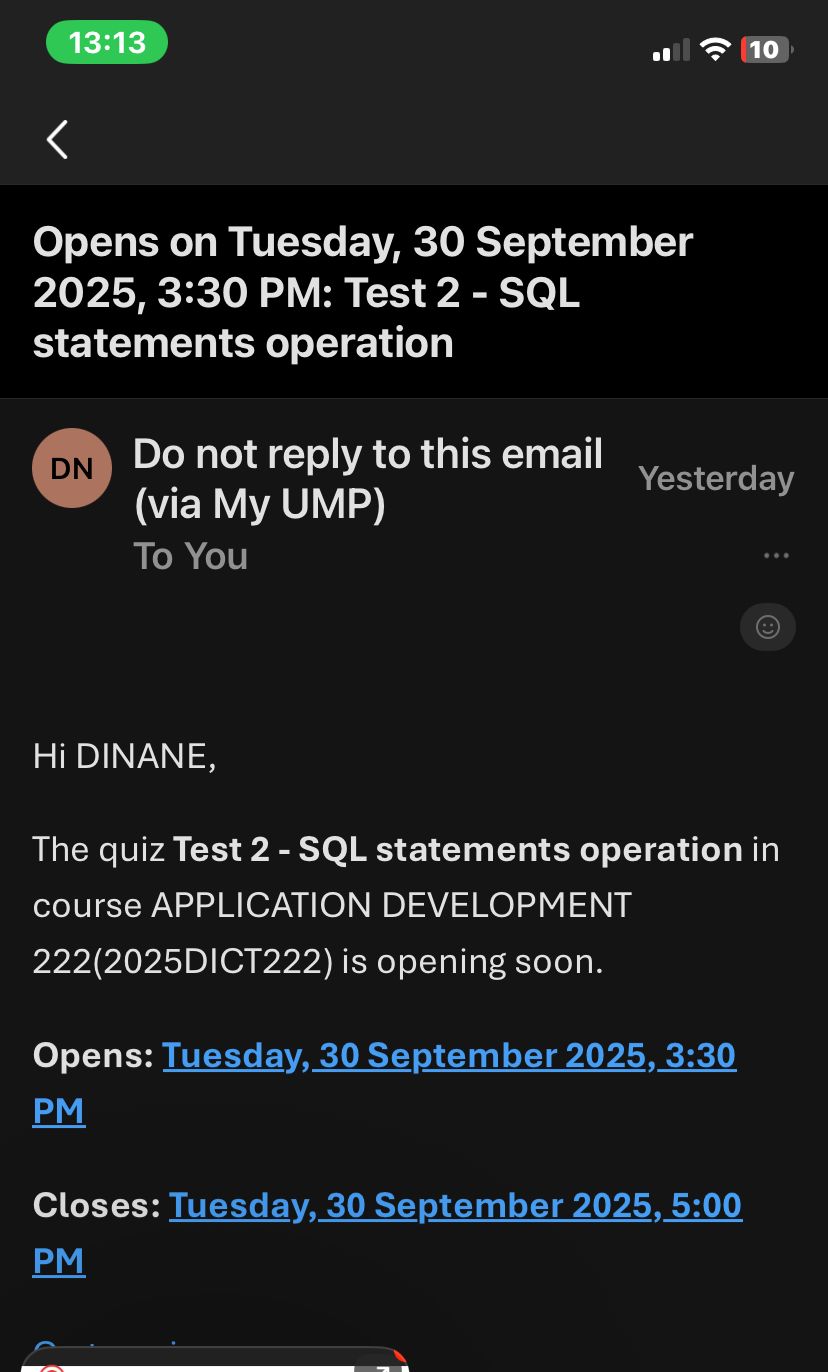 13:13
10
Opens on Tuesday, 30 September
2025, 3:30 PM: Test 2 - SQL
statements operation
DN
Do not reply to this email
(via My UMP)
Yesterday
To You
Hi DINANE,
The quiz Test 2 - SQL statements operation in
course APPLICATION DEVELOPMENT
222(2025DICT222) is opening soon.
Opens: Tuesday, 30 September 2025, 3:30
PM
Closes: Tuesday, 30 September 2025, 5:00
PM